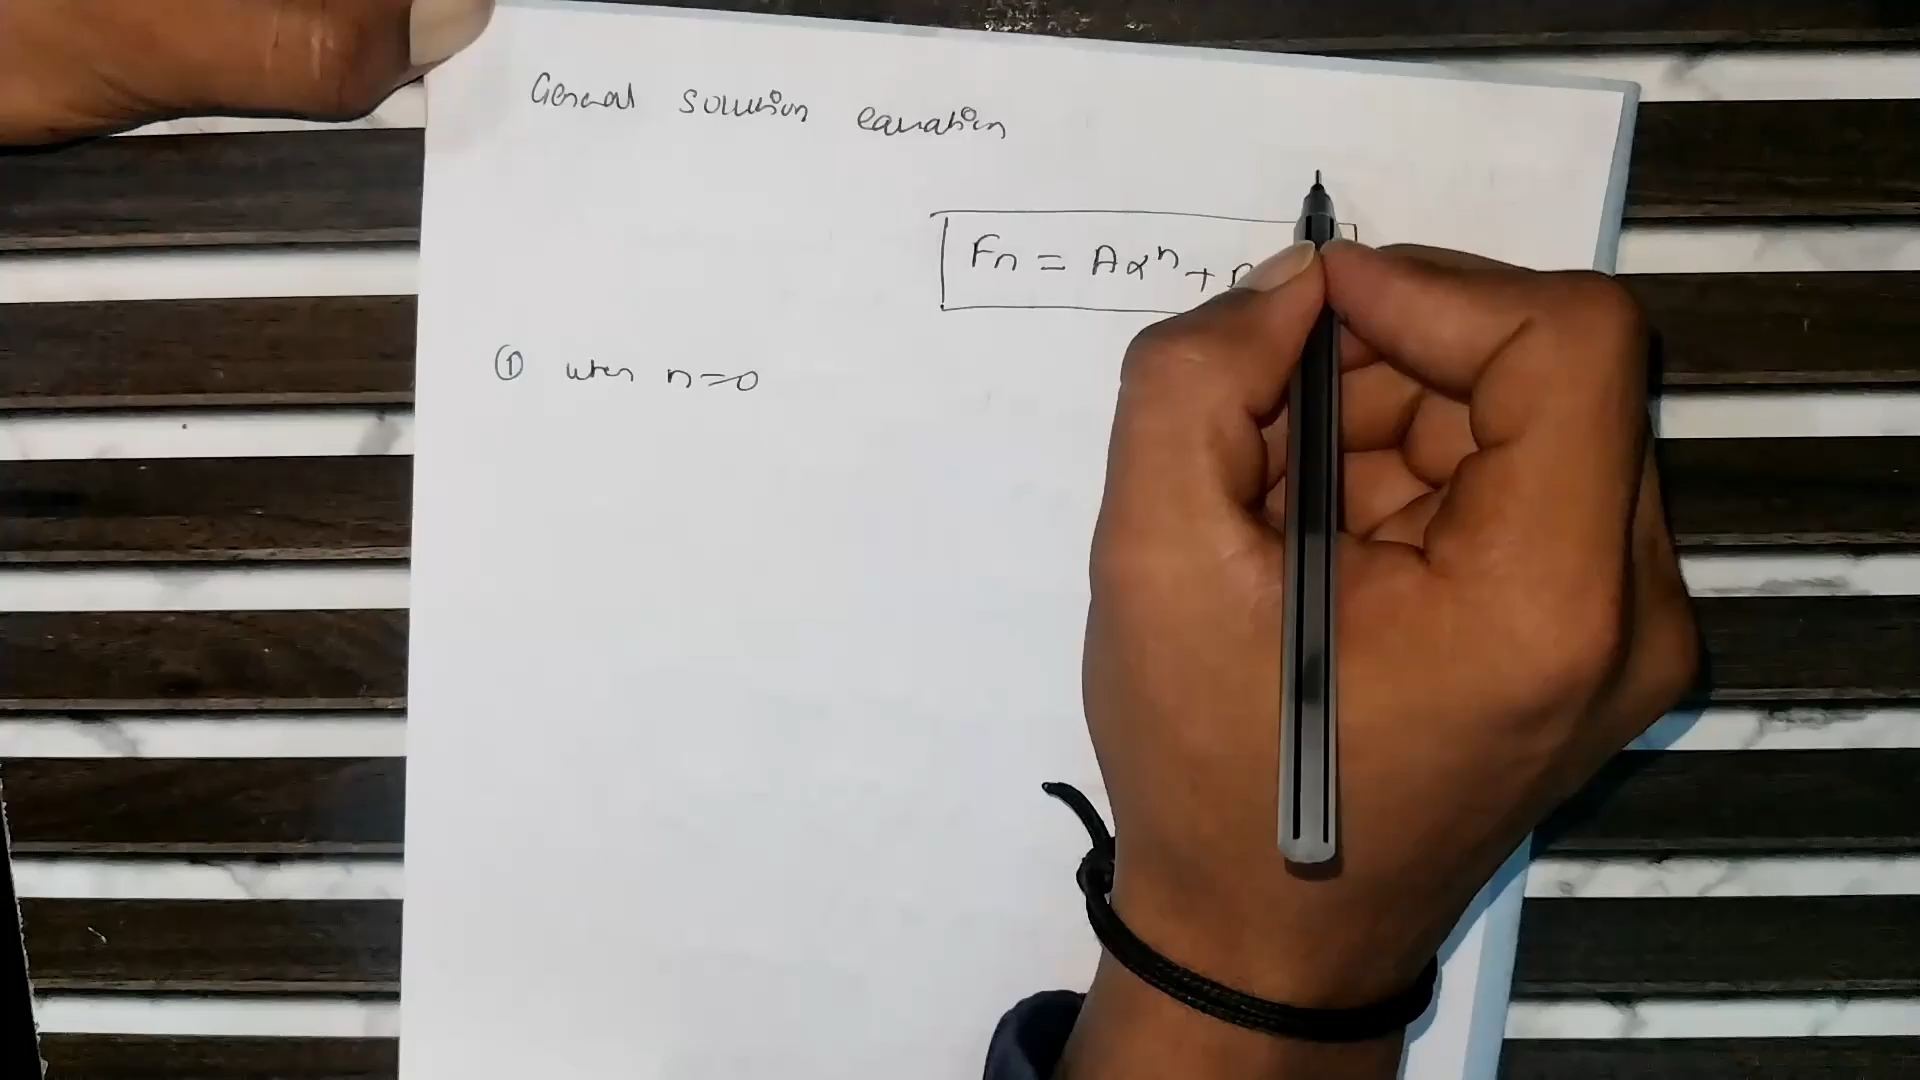 General solution equation
Fn = Aαⁿ +
① when n=0